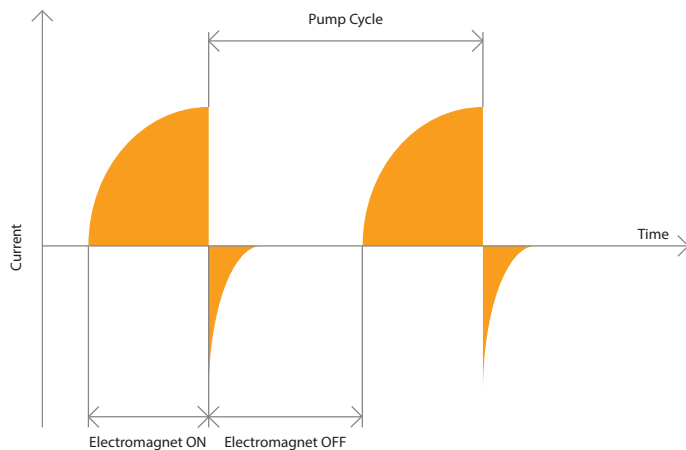 Pump Cycle
Time
Current
Electromagnet ON
Electromagnet OFF